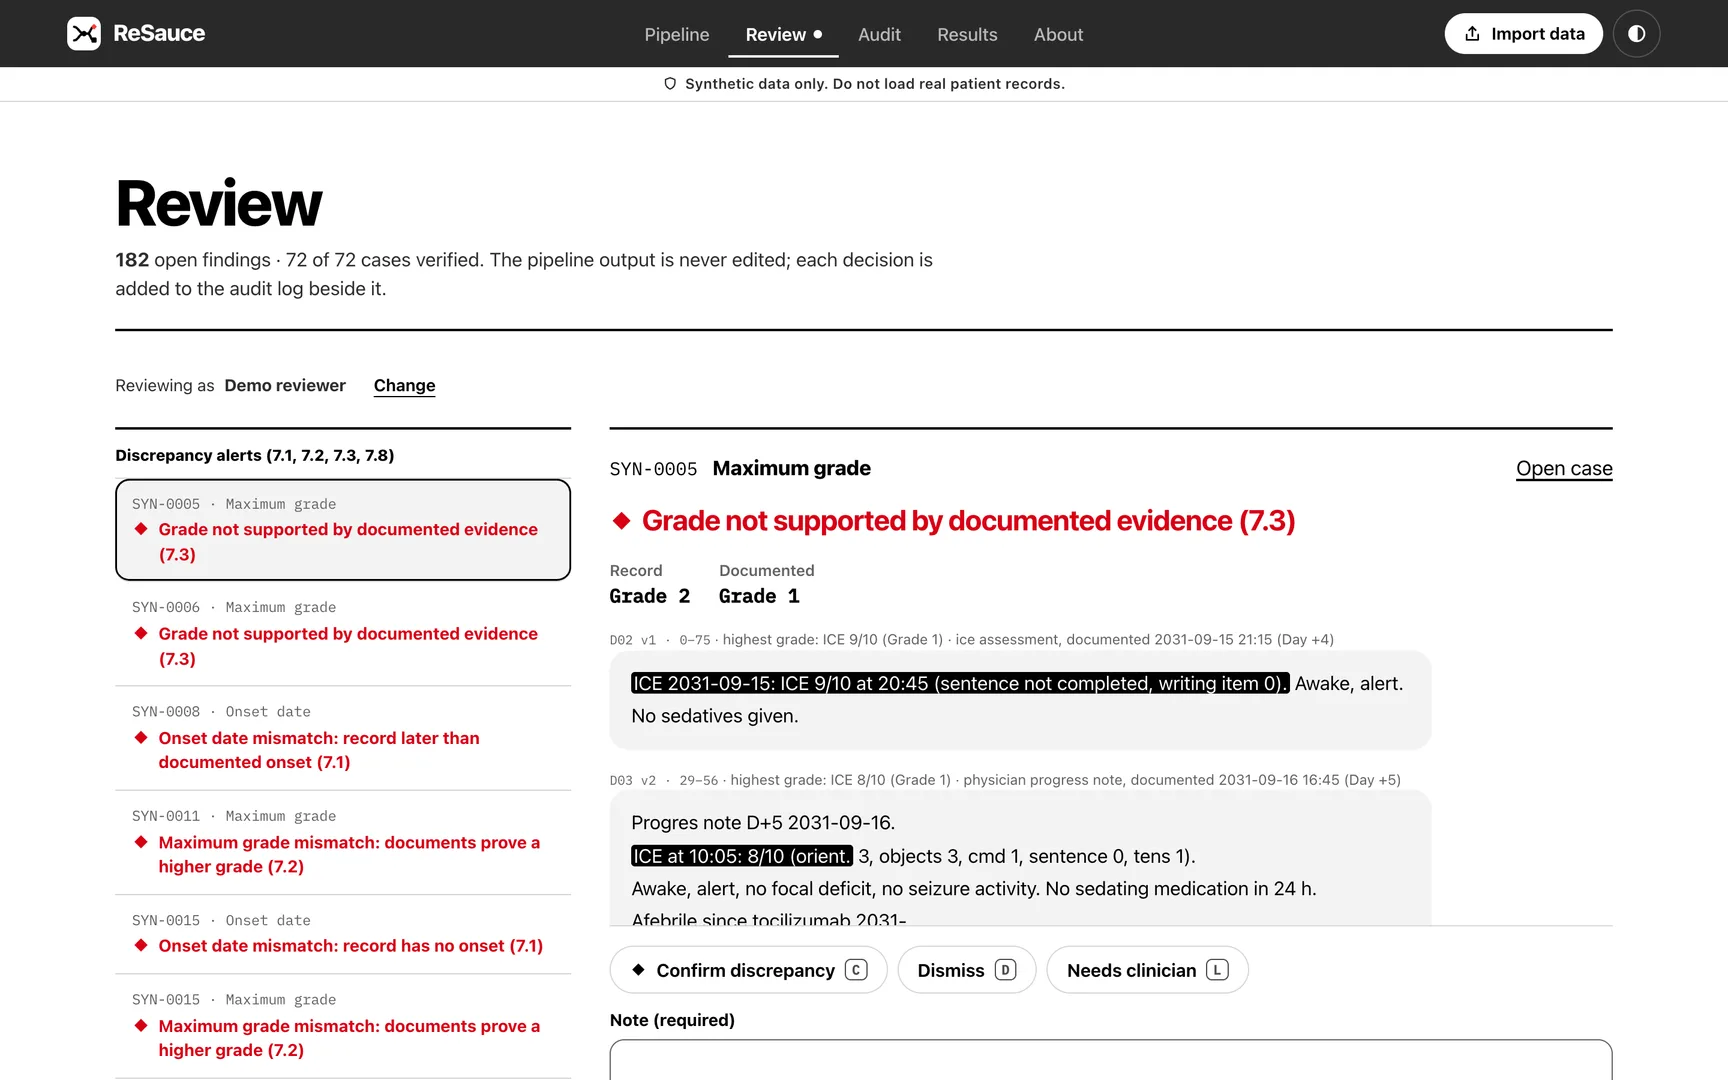 ReSauce
Pipeline
Review
Audit
Results
About
Import data
Synthetic data only. Do not load real patient records.
Review
182 open findings · 72 of 72 cases verified. The pipeline output is never edited; each decision is
added to the audit log beside it.
Reviewing as Demo reviewer Change
Discrepancy alerts (7.1, 7.2, 7.3, 7.8)
SYN-0005 · Maximum grade
Grade not supported by documented evidence
(7.3)
SYN-0006 · Maximum grade
Grade not supported by documented evidence
(7.3)
SYN-0008 · Onset date
Onset date mismatch: record later than
documented onset (7.1)
SYN-0011 · Maximum grade
Maximum grade mismatch: documents prove a
higher grade (7.2)
SYN-0015 · Onset date
Onset date mismatch: record has no onset (7.1)
SYN-0015 · Maximum grade
Maximum grade mismatch: documents prove a
higher grade (7.2)
SYN-0005 Maximum grade
Open case
Grade not supported by documented evidence (7.3)
Record Documented
Grade 2 Grade 1
D02 v1 · 0–75 · highest grade: ICE 9/10 (Grade 1) · ice assessment, documented 2031-09-15 21:15 (Day +4)
ICE 2031-09-15: ICE 9/10 at 20:45 (sentence not completed, writing item 0). Awake, alert.
No sedatives given.
D03 v2 · 29–56 · highest grade: ICE 8/10 (Grade 1) · physician progress note, documented 2031-09-16 16:45 (Day +5)
Progres note D+5 2031-09-16.
ICE at 10:05: 8/10 (orient. 3, objects 3, cmd 1, sentence 0, tens 1).
Awake, alert, no focal deficit, no seizure activity. No sedating medication in 24 h.
Afebrile since tocilizumab 2031-
Confirm discrepancy C
Dismiss D
Needs clinician L
Note (required)